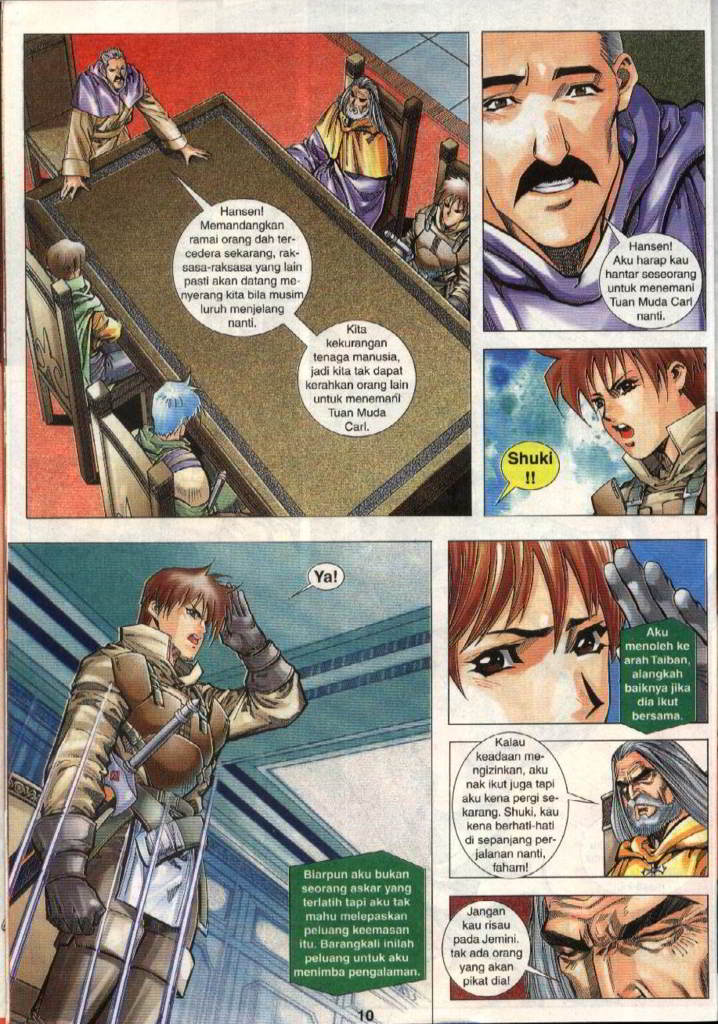 Hansen!
Memandangkan
ramai orang dah ter-
cedera sekarang, rak-
sasa-raksasa yang lain
pasti akan datang me-
nyerang kita bila musim
luruh menjelang
nanti.
Kita
kekurangan
tenaga manusia,
jadi kita tak dapat
kerahkan orang lain
untuk menemani
Tuan Muda
Carl.
Hansen!
Aku harap kau
hantar seseorang
untuk menemani
Tuan Muda Carl
nanti.
Shuki
!!
Ya!
Biarpun aku bukan
seorang askar yang
terlatih tapi aku tak
mahu melepaskan
peluang keemasan
itu. Barangkali inilah
peluang untuk aku
menimba pengalaman.
Aku
menoleh ke
arah Taiban,
alangkah
baiknya jika
dia ikut
bersama.
Kalau
keadaan me-
ngizinkan, aku
nak ikut juga tapi
aku kena pergi se-
karang. Shuki, kau
kena berhati-hati
di sepanjang per-
jalanan nanti,
faham!
Jangan
kau risau
pada Jemini.
tak ada orang
yang akan
pikat dia!
10